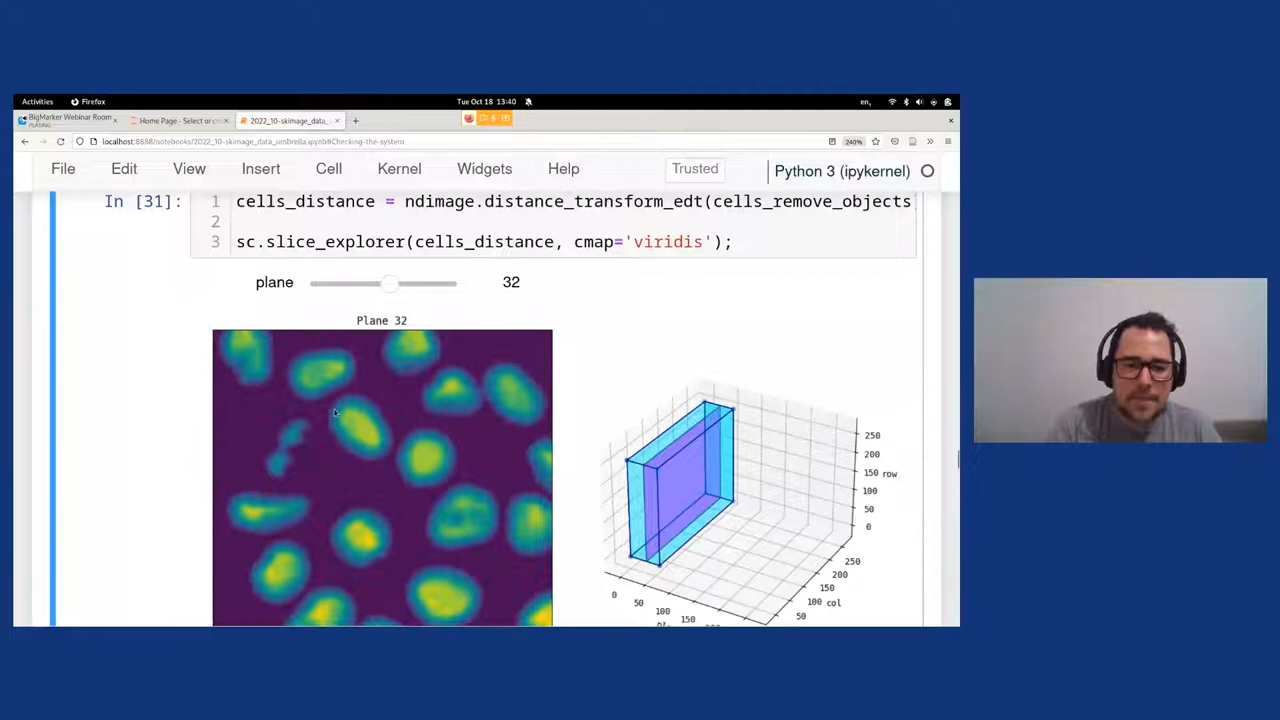 Activities Firefox Tue Oct 18 13:40 en
BigMarker Webinar Room Home Page - Select or cr 2022_10-skimage_data_
PLAYING
localhost:8888/notebooks/2022_10-skimage_data_umbrella.ipynb#Checking-the-system 240%
File Edit View Insert Cell Kernel Widgets Help Trusted Python 3 (ipykernel)
In [31]: 1 cells_distance = ndimage.distance_transform_edt(cells_remove_objects
2
3 sc.slice_explorer(cells_distance, cmap='viridis');
plane 32
Plane 32
250
200
150 row
100
50
0
250
200
150
100 col
50
0
50
100
150